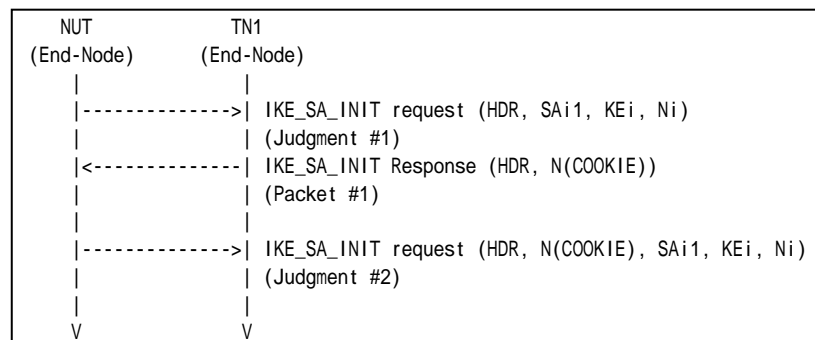 NUT TN1
(End-Node) (End-Node)
| |
|-------------->| IKE_SA_INIT request (HDR, SAi1, KEi, Ni)
| | (Judgment #1)
|<--------------| IKE_SA_INIT Response (HDR, N(COOKIE))
| | (Packet #1)
| |
|-------------->| IKE_SA_INIT request (HDR, N(COOKIE), SAi1, KEi, Ni)
| | (Judgment #2)
| |
V V